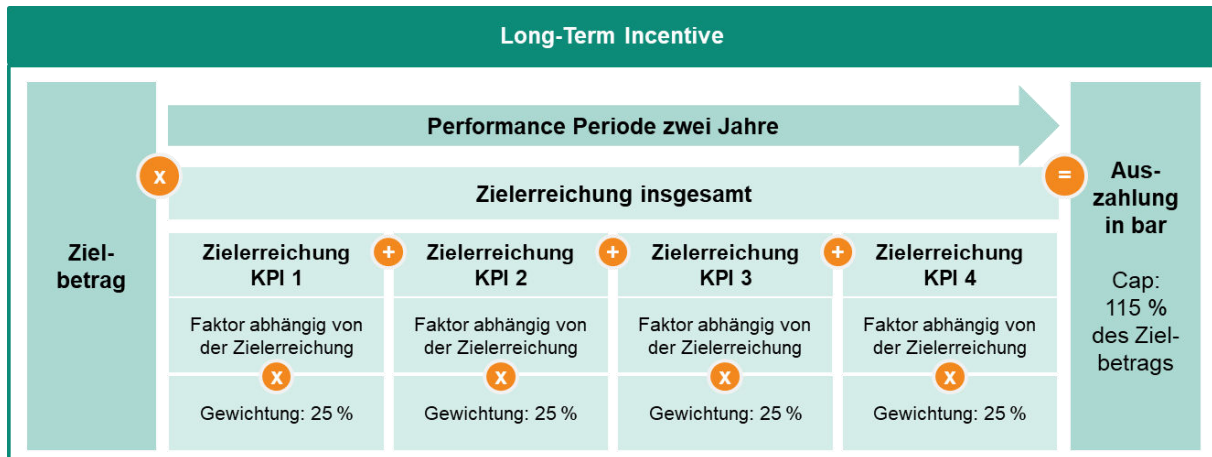 Long-Term Incentive
Performance Periode zwei Jahre
x
=
Zielerreichung insgesamt
Ziel-
betrag
Zielerreichung
KPI 1
+
Zielerreichung
KPI 2
+
Zielerreichung
KPI 3
+
Zielerreichung
KPI 4
Faktor abhängig von
der Zielerreichung
Faktor abhängig von
der Zielerreichung
Faktor abhängig von
der Zielerreichung
Faktor abhängig von
der Zielerreichung
x
x
x
x
Gewichtung: 25 %
Gewichtung: 25 %
Gewichtung: 25 %
Gewichtung: 25 %
Aus-
zahlung
in bar
Cap:
115 %
des Ziel-
betrags